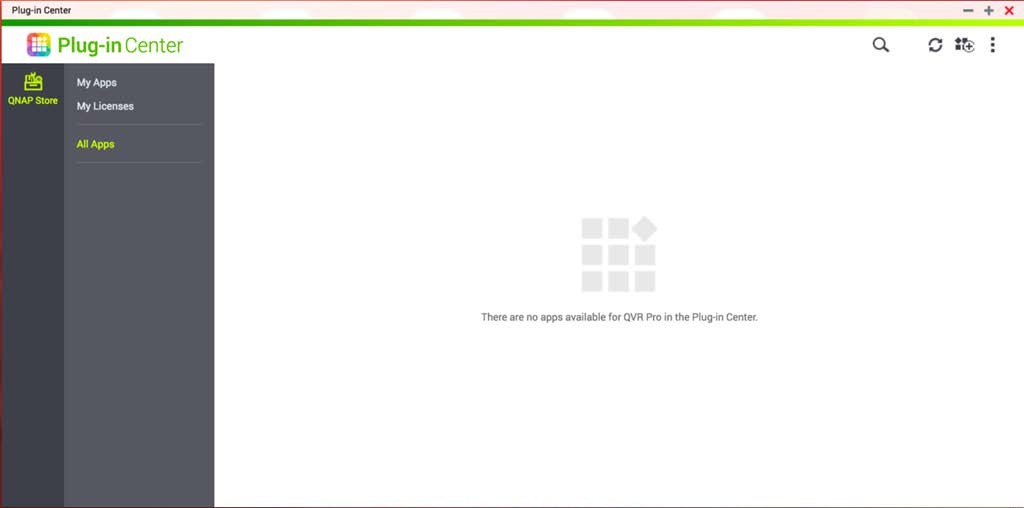 Plug-in Center
Plug-in Center
QNAP Store
My Apps
My Licenses
All Apps
There are no apps available for QVR Pro in the Plug-in Center.